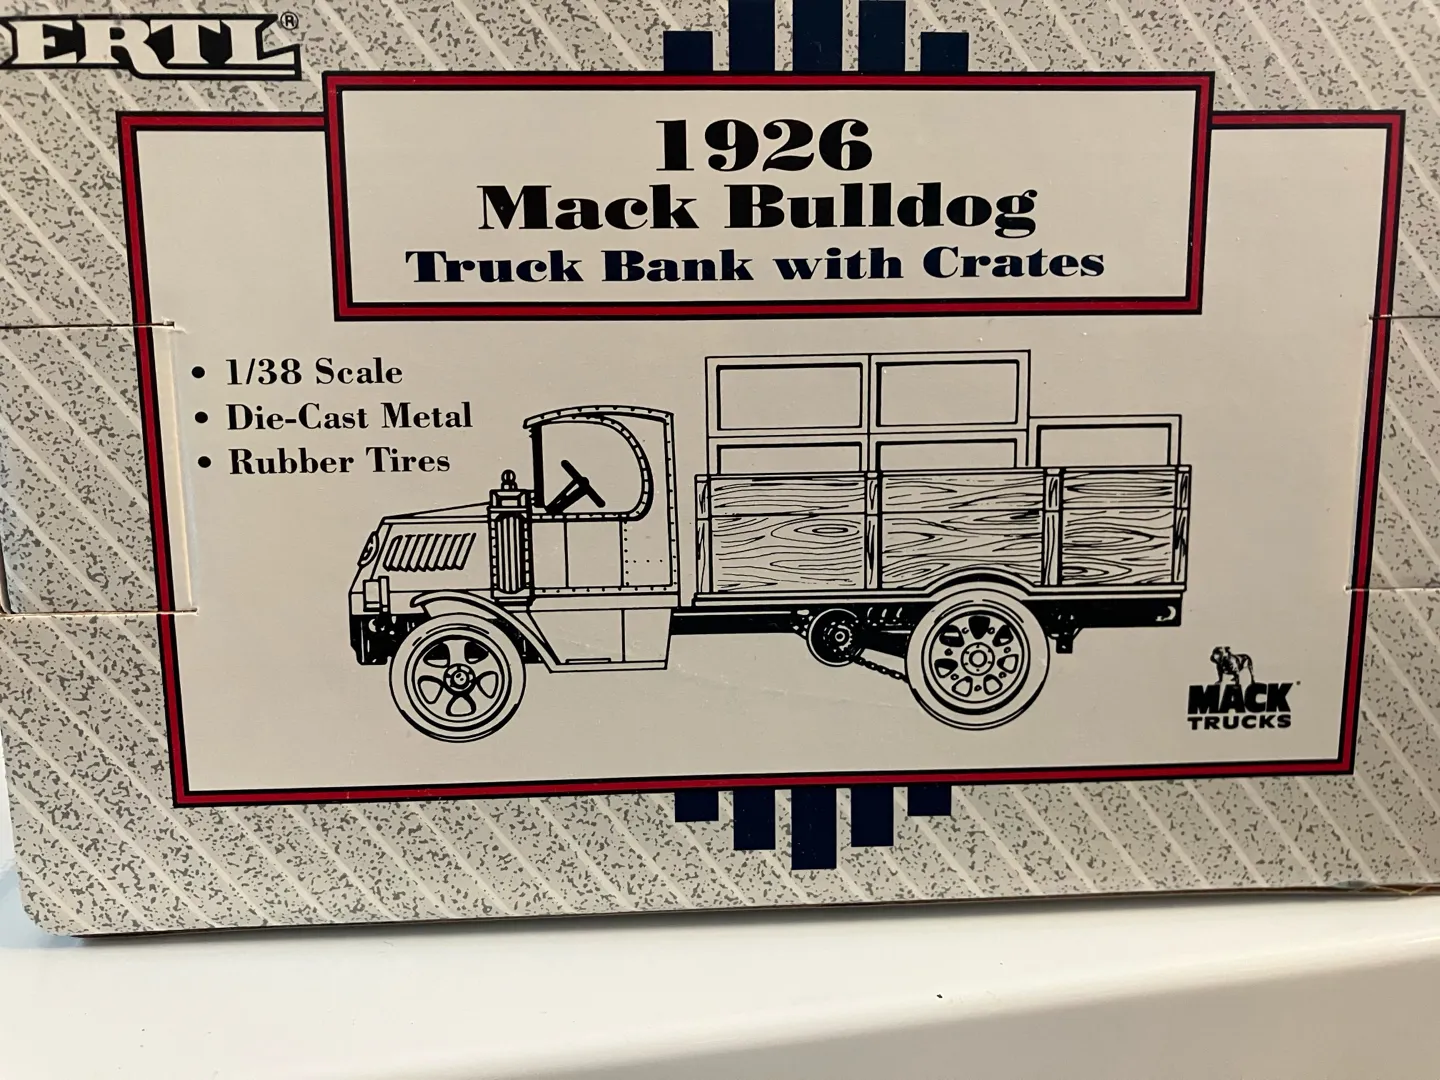 ERTL®
1926
Mack Bulldog
Truck Bank with Crates
• 1/38 Scale
• Die-Cast Metal
• Rubber Tires
MACK
TRUCKS